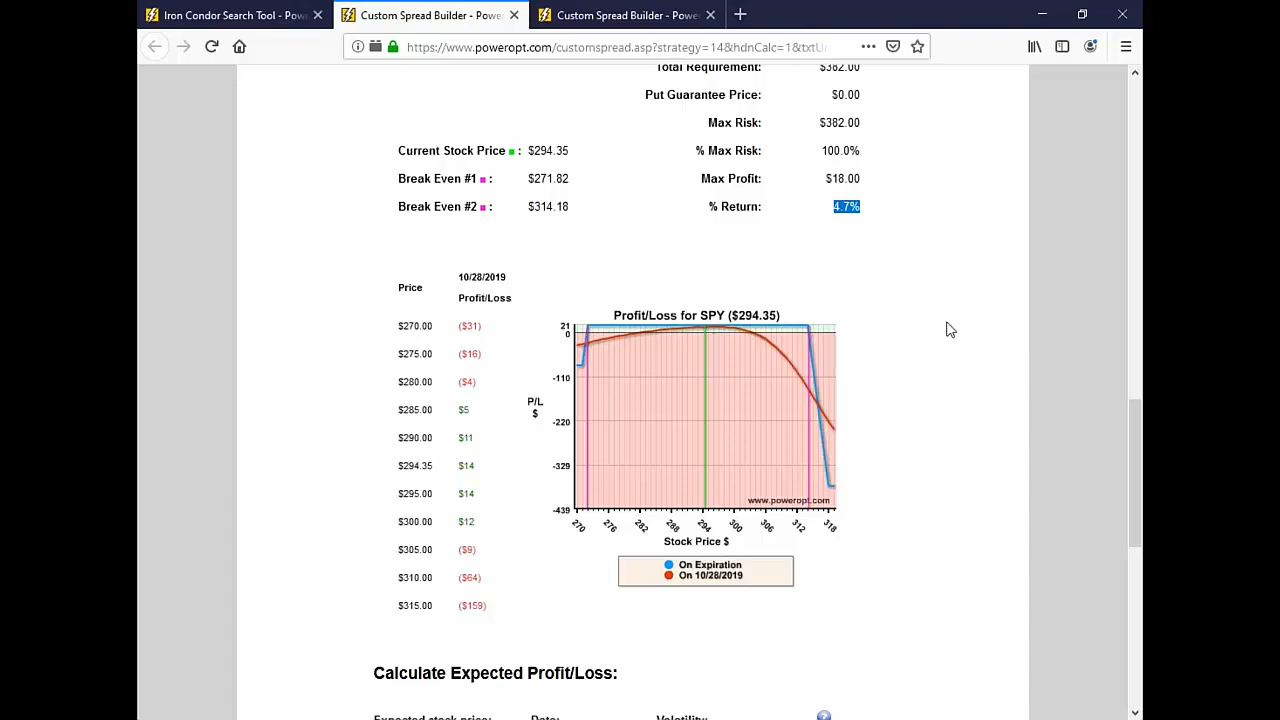 Iron Condor Search Tool - Powe
Custom Spread Builder - Power
Custom Spread Builder - Powe
https://www.poweropt.com/customspread.asp?strategy=14&hdnCalc=1&txtU
Total Requirement: $382.00
Put Guarantee Price: $0.00
Max Risk: $382.00
Current Stock Price : $294.35 % Max Risk: 100.0%
Break Even #1 : $271.82 Max Profit: $18.00
Break Even #2 : $314.18 % Return: 4.7%
10/28/2019
Price
Profit/Loss
$270.00 ($31)
$275.00 ($16)
$280.00 ($4)
$285.00 $5
$290.00 $11
$294.35 $14
$295.00 $14
$300.00 $12
$305.00 ($9)
$310.00 ($64)
$315.00 ($159)
Profit/Loss for SPY ($294.35)
21
0
-110
P/L
$
-220
-329
-439
www.poweropt.com
270 276 282 288 294 300 306 312 318
Stock Price $
On Expiration
On 10/28/2019
Calculate Expected Profit/Loss:
Expected stock price: Date: Volatility: ?